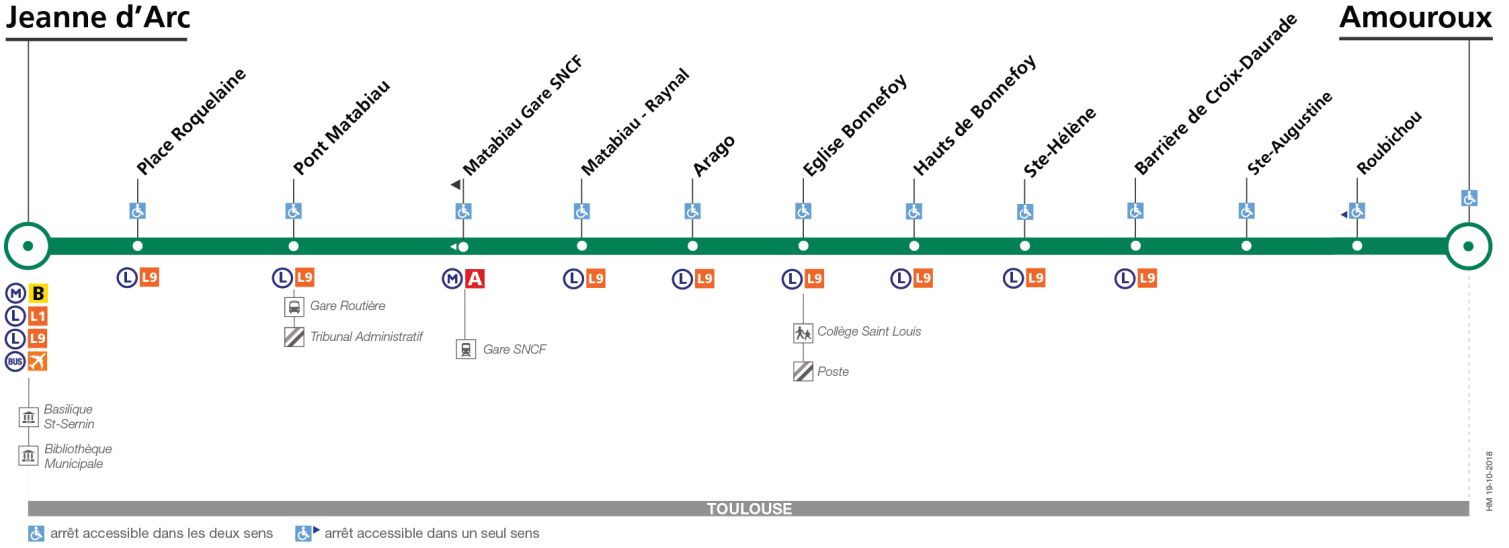 Jeanne d’Arc
Amouroux
Place Roquelaine
Pont Matabiau
Matabiau Gare SNCF
Matabiau - Raynal
Arago
Eglise Bonnefoy
Hauts de Bonnefoy
Ste-Hélène
Barrière de Croix-Daurade
Ste-Augustine
Roubichou
M B
L L1
L L9
BUS
L L9
L L9
M A
L L9
L L9
L L9
L L9
L L9
L L9
Gare Routière
Tribunal Administratif
Gare SNCF
Collège Saint Louis
Poste
Basilique
St-Sernin
Bibliothèque
Municipale
TOULOUSE
arrêt accessible dans les deux sens
arrêt accessible dans un seul sens
HM 19-10-2018